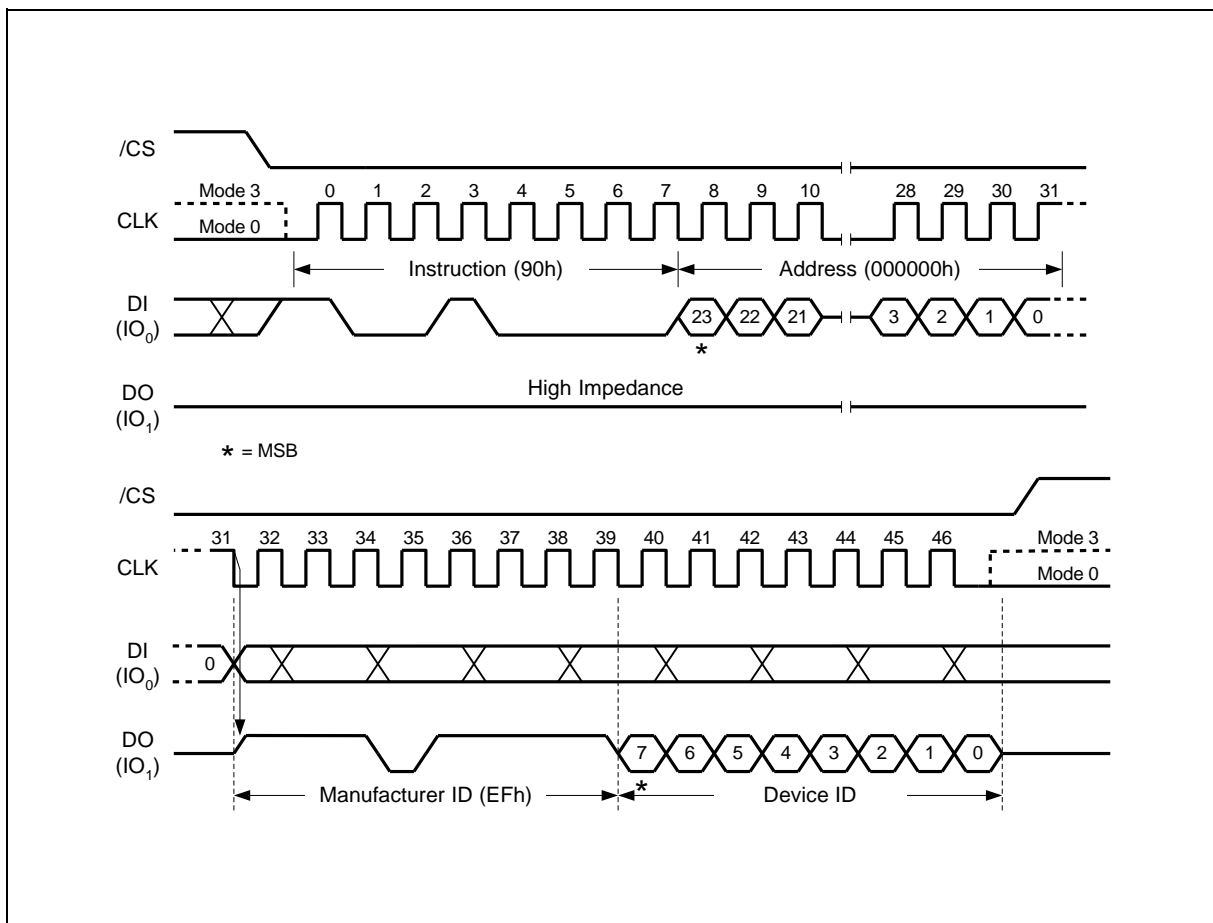 /CS
Mode 3 0 1 2 3 4 5 6 7 8 9 10 28 29 30 31
CLK Mode 0
Instruction (90h) Address (000000h)
DI
(IO0) 23 22 21 3 2 1 0
*
High Impedance
DO
(IO1)
* = MSB
/CS
31 32 33 34 35 36 37 38 39 40 41 42 43 44 45 46 Mode 3
CLK Mode 0
DI
(IO0) 0
DO
(IO1) 7 6 5 4 3 2 1 0
*
Manufacturer ID (EFh) Device ID